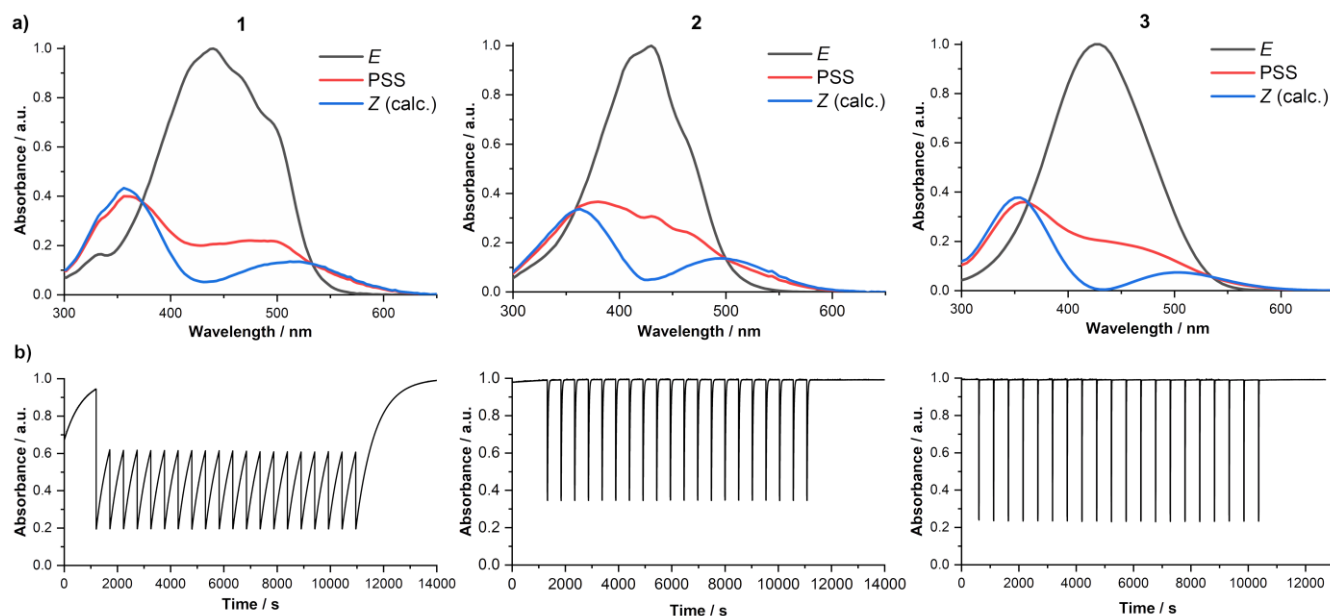 a)
1
2
3
E
PSS
Z (calc.)
E
PSS
Z (calc.)
E
PSS
Z (calc.)
Absorbance / a.u.
1.0
0.8
0.6
0.4
0.2
0.0
300 400 500 600
Wavelength / nm
Absorbance / a.u.
1.0
0.8
0.6
0.4
0.2
0.0
300 400 500 600
Wavelength / nm
Absorbance / a.u.
1.0
0.8
0.6
0.4
0.2
0.0
300 400 500 600
Wavelength / nm
b)
Absorbance / a.u.
1.0
0.8
0.6
0.4
0.2
0.0
0 2000 4000 6000 8000 10000 12000 14000
Time / s
Absorbance / a.u.
1.0
0.8
0.6
0.4
0.2
0.0
0 2000 4000 6000 8000 10000 12000 14000
Time / s
Absorbance / a.u.
1.0
0.8
0.6
0.4
0.2
0.0
0 2000 4000 6000 8000 10000 12000
Time / s